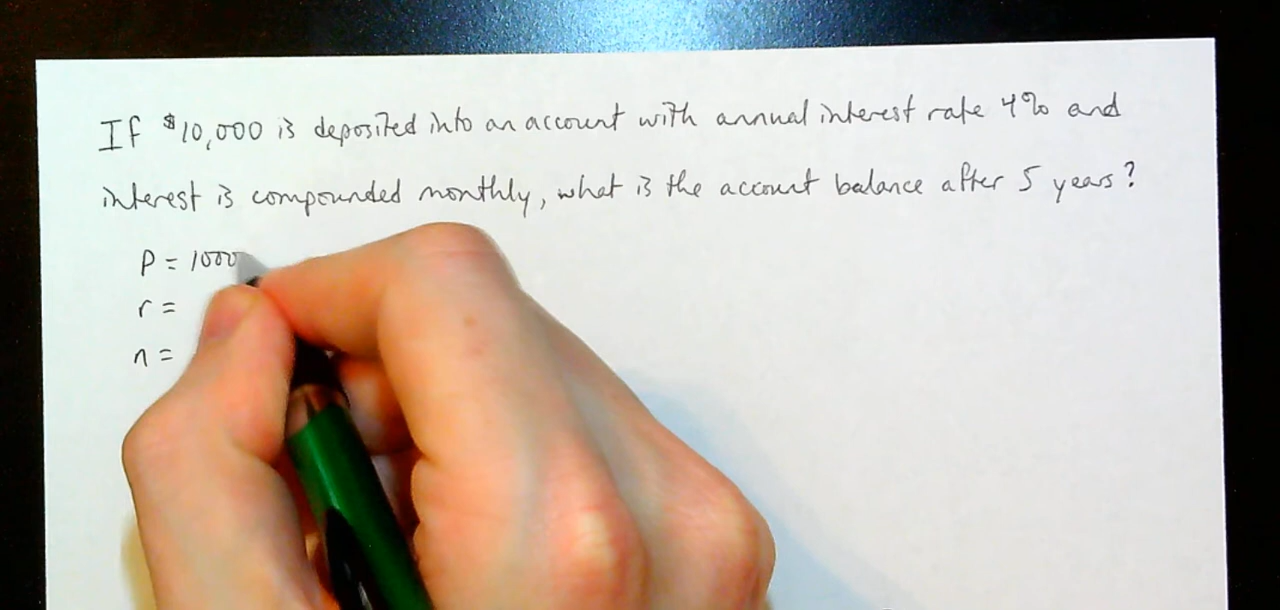 If $10,000 is deposited into an account with annual interest rate 4% and
interest is compounded monthly, what is the account balance after 5 years?
P = 1000
r =
n =